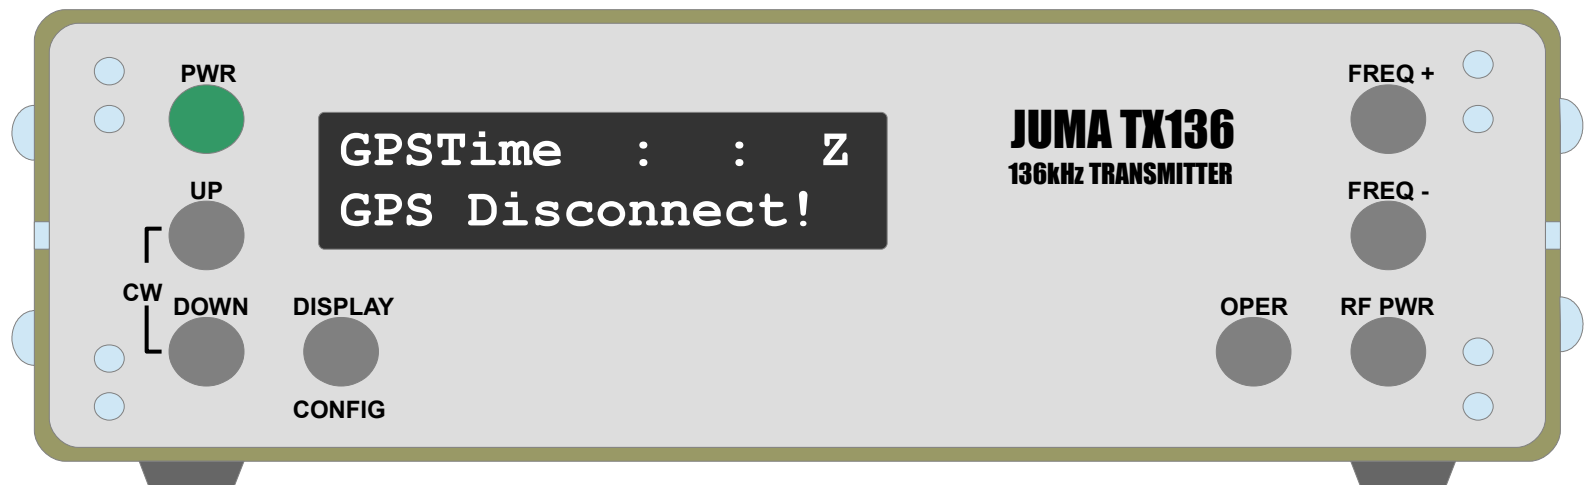 PWR
FREQ +
GPSTime : : Z
GPS Disconnect!
JUMA TX136
136kHz TRANSMITTER
UP
FREQ -
CW
DOWN
DISPLAY
OPER
RF PWR
CONFIG